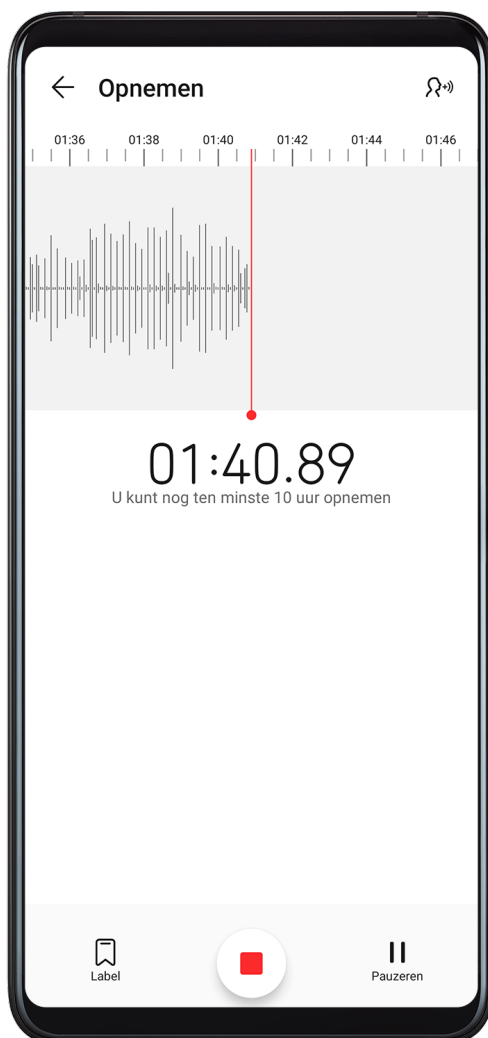 Opnemen
01:36 01:38 01:40 01:42 01:44 01:46
01:40.89
U kunt nog ten minste 10 uur opnemen
Label Pauzeren